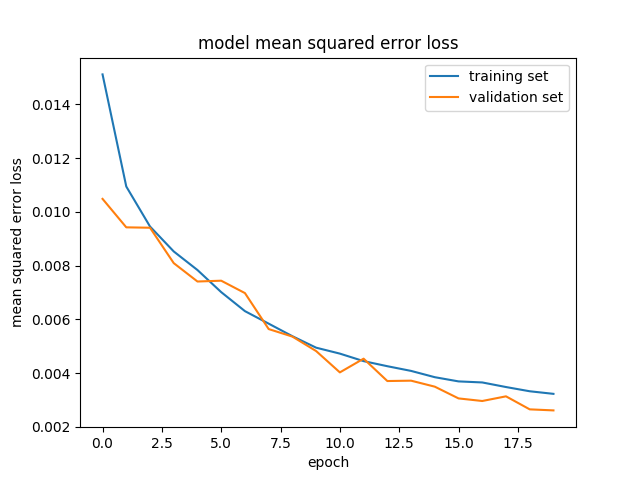 model mean squared error loss
training set
validation set
mean squared error loss
0.014
0.012
0.010
0.008
0.006
0.004
0.002
0.0 2.5 5.0 7.5 10.0 12.5 15.0 17.5
epoch